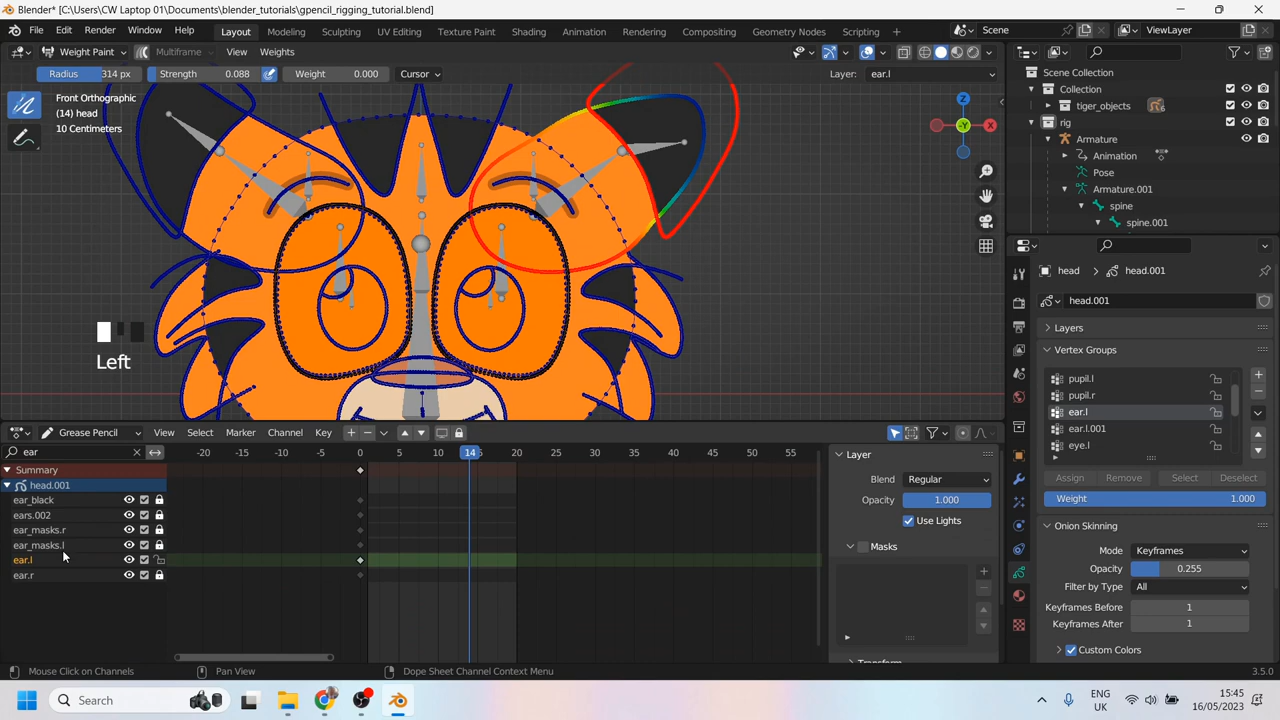 Blender* [C:\Users\CW Laptop 01\Documents\blender_tutorials\gpencil_rigging_tutorial.blend]
File Edit Render Window Help Layout Modeling Sculpting UV Editing Texture Paint Shading Animation Rendering Compositing Geometry Nodes Scripting + Scene ViewLayer
Weight Paint Multiframe View Weights
Radius 314 px Strength 0.088 Weight 0.000 Cursor Layer: ear.l
Front Orthographic
(14) head
10 Centimeters
Z
X
-Y
Left
Scene Collection
Collection
tiger_objects
rig
Armature
Animation
Pose
Armature.001
spine
spine.001
head head.001
head.001
Layers
Vertex Groups
pupil.l
pupil.r
ear.l
ear.l.001
eye.l
Assign Remove Select Deselect
Weight 1.000
Onion Skinning
Mode Keyframes
Opacity 0.255
Filter by Type All
Keyframes Before 1
Keyframes After 1
Custom Colors
Grease Pencil View Select Marker Channel Key
ear -20 -15 -10 -5 0 5 10 14 20 25 30 35 40 45 50 55
Summary
head.001
ear_black
ears.002
ear_masks.r
ear_masks.l
ear.l
ear.r
Layer
Blend Regular
Opacity 1.000
Use Lights
Masks
Transform
Mouse Click on Channels Pan View Dope Sheet Channel Context Menu 3.5.0
Search
ENG
UK
15:45
16/05/2023